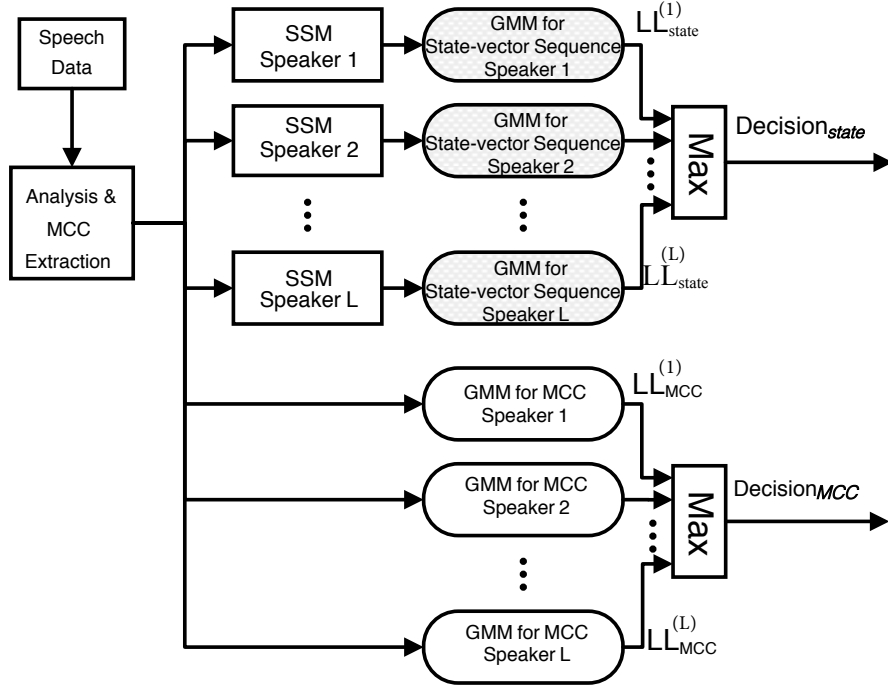 Speech
Data
Analysis &
MCC
Extraction
SSM
Speaker 1
GMM for
State-vector Sequence
Speaker 1
LL(1)state
SSM
Speaker 2
GMM for
State-vector Sequence
Speaker 2
SSM
Speaker L
GMM for
State-vector Sequence
Speaker L
LL(L)state
Max
Decisionstate
GMM for MCC
Speaker 1
LL(1)MCC
GMM for MCC
Speaker 2
GMM for MCC
Speaker L
LL(L)MCC
Max
DecisionMCC